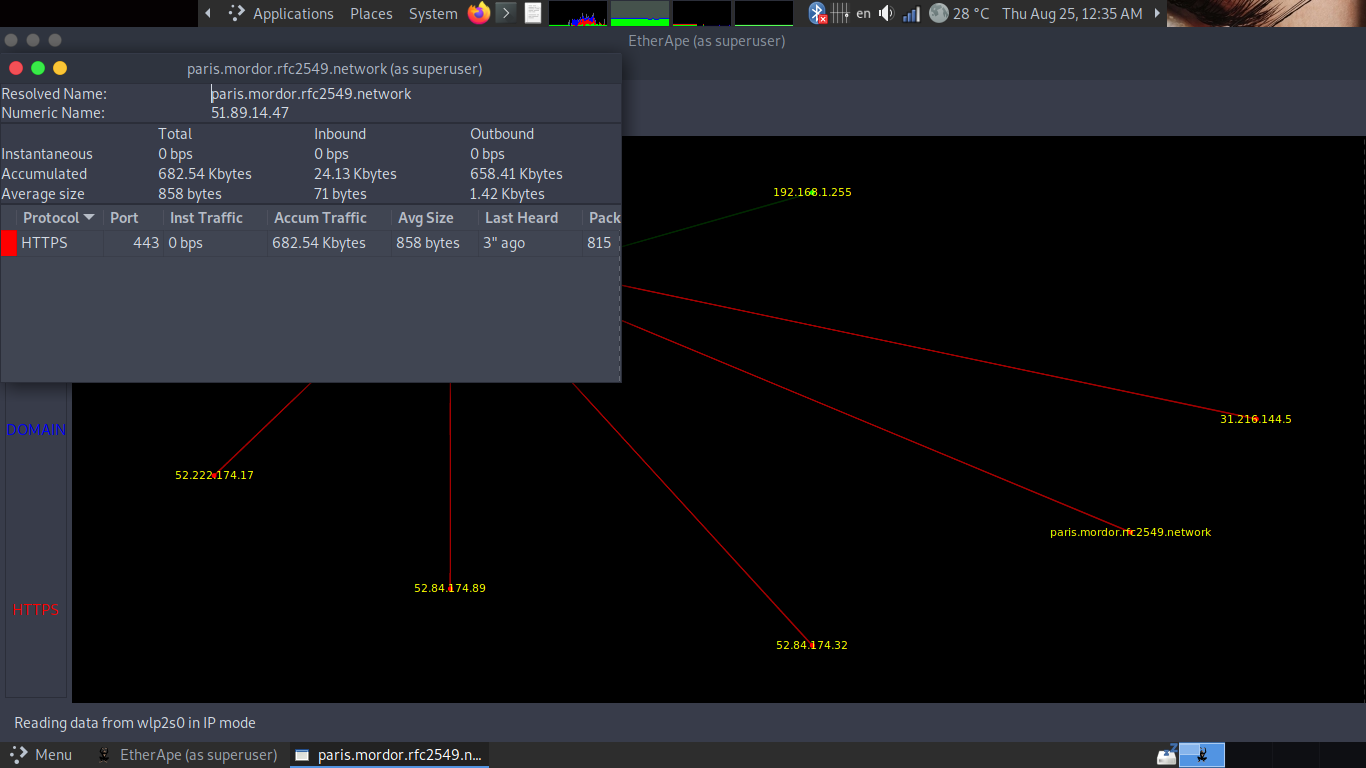 Applications Places System en 28 °C Thu Aug 25, 12:35 AM
EtherApe (as superuser)
paris.mordor.rfc2549.network (as superuser)
Resolved Name: paris.mordor.rfc2549.network
Numeric Name: 51.89.14.47
Total Inbound Outbound
Instantaneous 0 bps 0 bps 0 bps
Accumulated 682.54 Kbytes 24.13 Kbytes 658.41 Kbytes
Average size 858 bytes 71 bytes 1.42 Kbytes
Protocol Port Inst Traffic Accum Traffic Avg Size Last Heard Pack
HTTPS 443 0 bps 682.54 Kbytes 858 bytes 3" ago 815
192.168.1.255
31.216.144.5
DOMAIN
52.222.174.17
paris.mordor.rfc2549.network
52.84.174.89
HTTPS
52.84.174.32
Reading data from wlp2s0 in IP mode
Menu EtherApe (as superuser) paris.mordor.rfc2549.n...